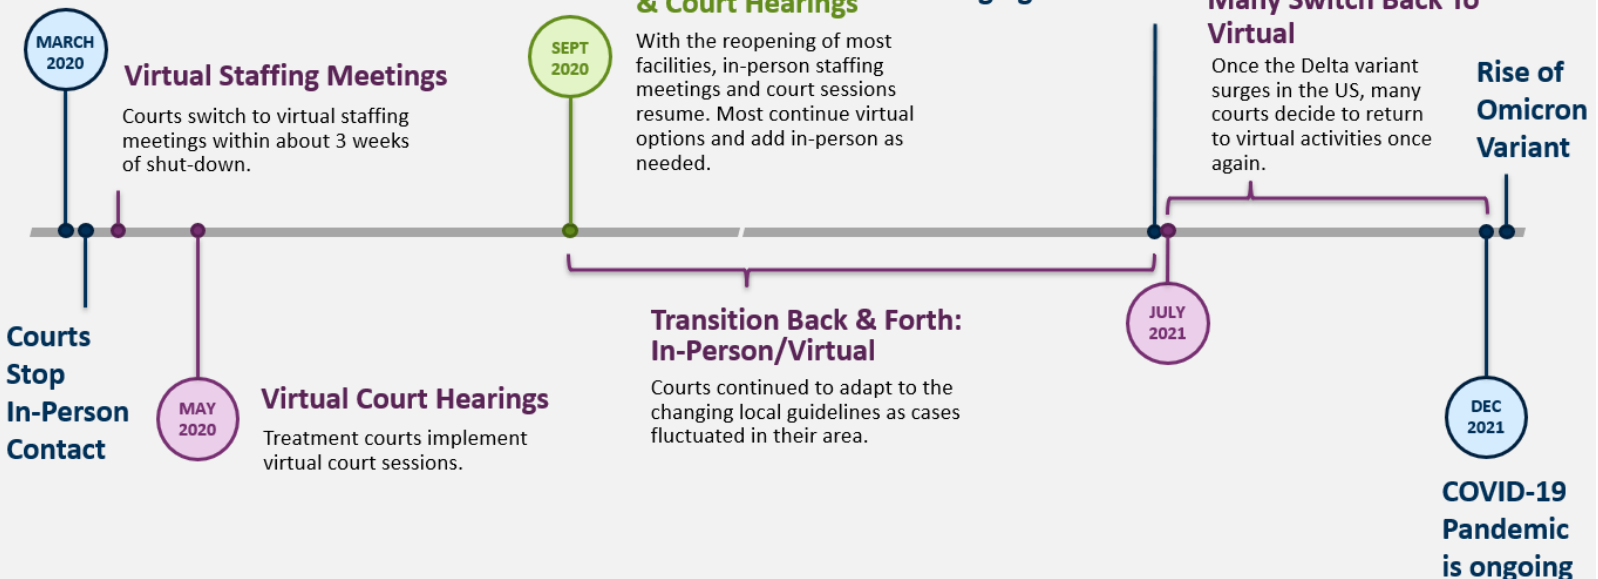 MARCH
2020
Virtual Staffing Meetings
Courts switch to virtual staffing
meetings within about 3 weeks
of shut-down.
SEPT
2020
& Court Hearings
With the reopening of most
facilities, in-person staffing
meetings and court sessions
resume. Most continue virtual
options and add in-person as
needed.
Many Switch Back To
Virtual
Once the Delta variant
surges in the US, many
courts decide to return
to virtual activities once
again.
Rise of
Omicron
Variant
Courts
Stop
In-Person
Contact
MAY
2020
Virtual Court Hearings
Treatment courts implement
virtual court sessions.
Transition Back & Forth:
In-Person/Virtual
Courts continued to adapt to the
changing local guidelines as cases
fluctuated in their area.
JULY
2021
DEC
2021
COVID-19
Pandemic
is ongoing